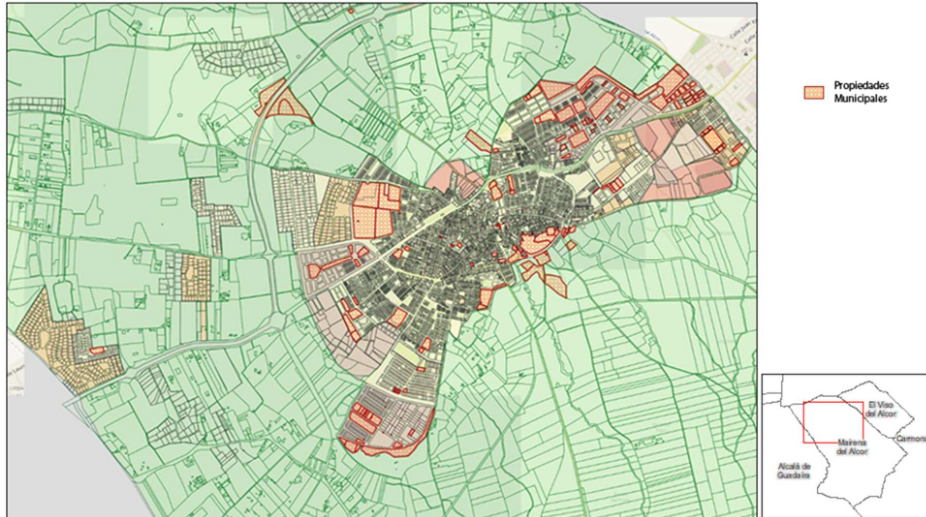 Propiedades
Municipales
El Viso
del Alcor
Carmona
Mairena
del Alcor
Alcalá de
Guadaira